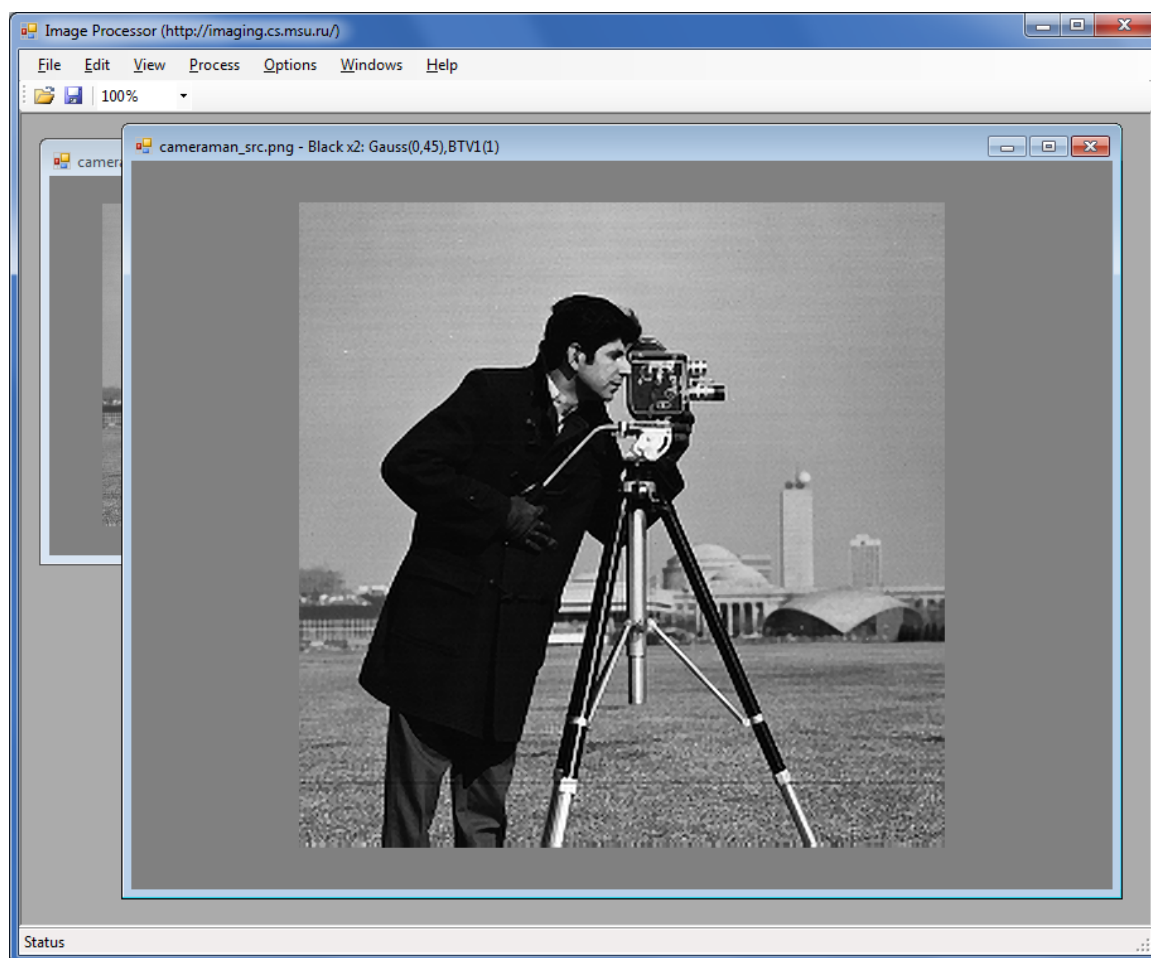 Image Processor (http://imaging.cs.msu.ru/)
File Edit View Process Options Windows Help
100%
camera
cameraman_src.png - Black x2: Gauss(0,45),BTV1(1)
Status